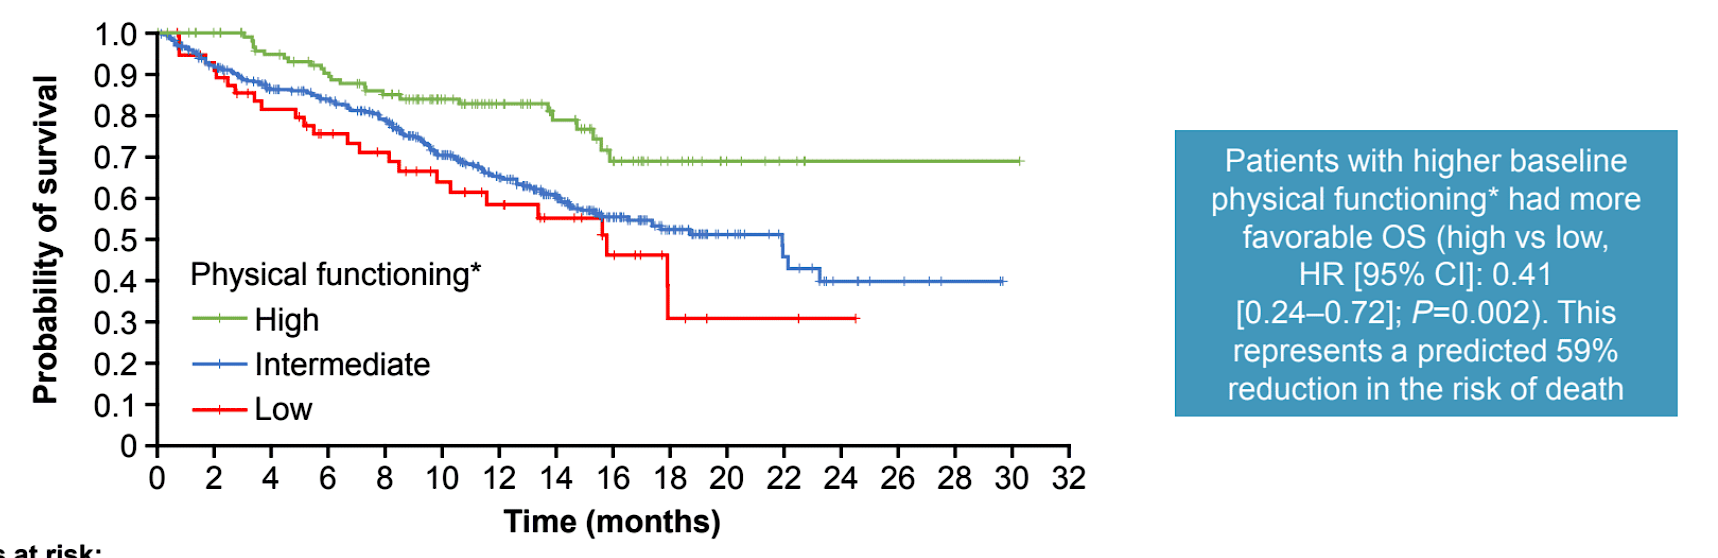 1.0
0.9
0.8
0.7
0.6
0.5
0.4
0.3
0.2
0.1
0
Probability of survival
Physical functioning*
High
Intermediate
Low
0 2 4 6 8 10 12 14 16 18 20 22 24 26 28 30 32
Time (months)
Patients with higher baseline
physical functioning* had more
favorable OS (high vs low,
HR [95% CI]: 0.41
[0.24–0.72]; P=0.002). This
represents a predicted 59%
reduction in the risk of death
at risk: